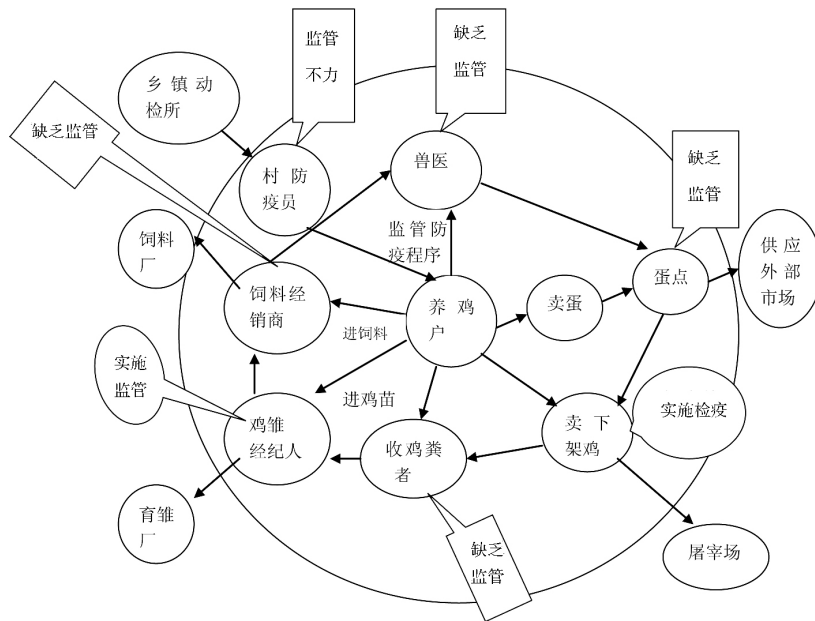 监管
不力
缺乏
监管
乡 镇 动
检所
缺乏监管
兽医
缺乏
监管
村 防
疫员
饲料
厂
监管防
疫程序
供 应
外部
市场
饲料经
销商
养 鸡
户
卖蛋
蛋点
进饲料
实施
监管
进鸡苗
鸡雏
经纪人
收鸡粪
者
卖 下
架鸡
实施检疫
育雏
厂
缺乏
监管
屠宰场